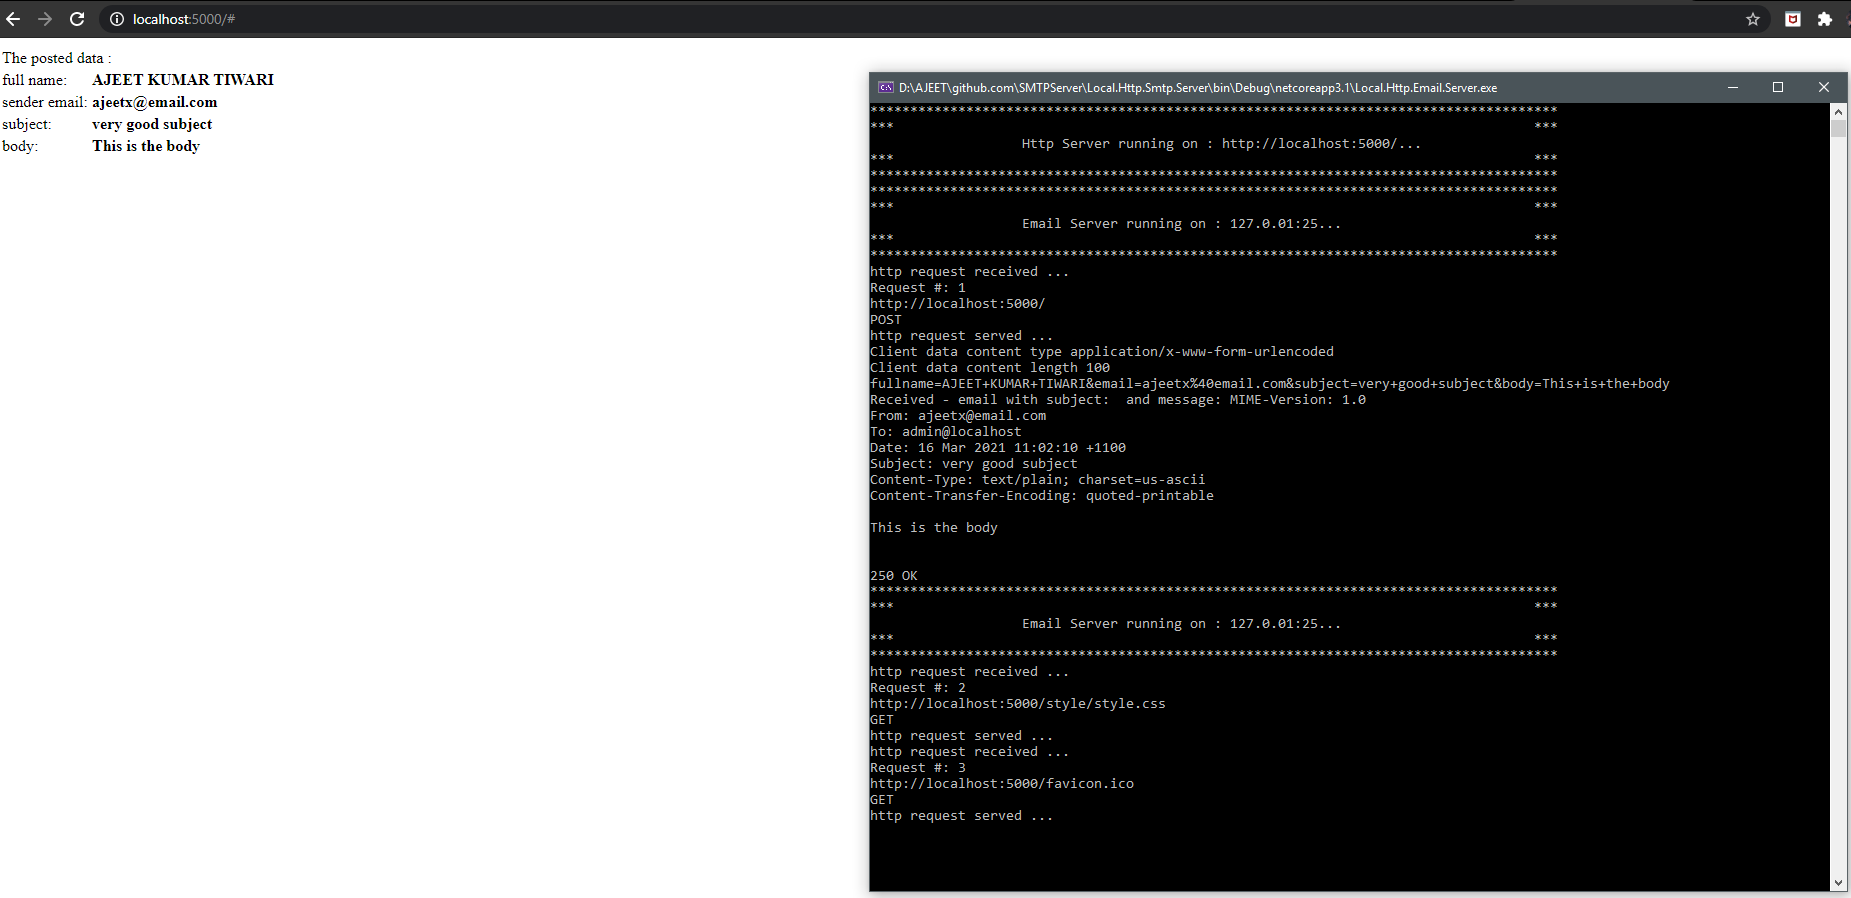 localhost:5000/#
The posted data :
full name: AJEET KUMAR TIWARI
sender email: ajeetx@email.com
subject: very good subject
body: This is the body
D:\AJEET\github.com\SMTPServer\Local.Http.Smtp.Server\bin\Debug\netcoreapp3.1\Local.Http.Email.Server.exe
**************************************************************************************
*** ***
Http Server running on : http://localhost:5000/...
*** ***
**************************************************************************************
**************************************************************************************
*** ***
Email Server running on : 127.0.01:25...
*** ***
**************************************************************************************
http request received ...
Request #: 1
http://localhost:5000/
POST
http request served ...
Client data content type application/x-www-form-urlencoded
Client data content length 100
fullname=AJEET+KUMAR+TIWARI&email=ajeetx%40email.com&subject=very+good+subject&body=This+is+the+body
Received - email with subject:  and message: MIME-Version: 1.0
From: ajeetx@email.com
To: admin@localhost
Date: 16 Mar 2021 11:02:10 +1100
Subject: very good subject
Content-Type: text/plain; charset=us-ascii
Content-Transfer-Encoding: quoted-printable
This is the body
250 OK
**************************************************************************************
*** ***
Email Server running on : 127.0.01:25...
*** ***
**************************************************************************************
http request received ...
Request #: 2
http://localhost:5000/style/style.css
GET
http request served ...
http request received ...
Request #: 3
http://localhost:5000/favicon.ico
GET
http request served ...